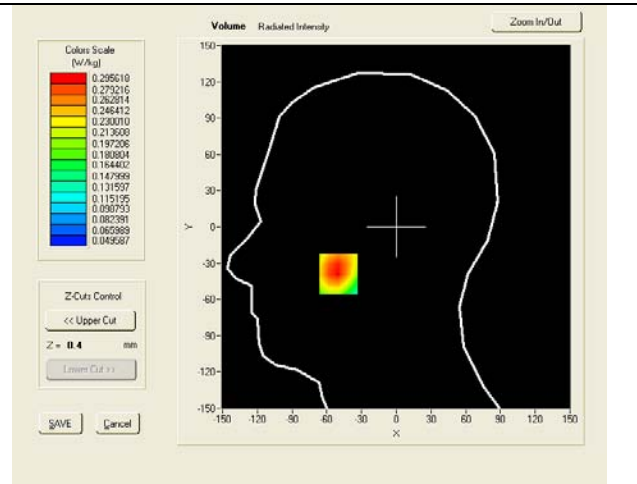 Volume Radiated Intensity
Zoom In/Out
Colors Scale
(W/kg)
0.295618
0.279216
0.262814
0.246412
0.230010
0.213608
0.197206
0.180804
0.164402
0.147999
0.131597
0.115195
0.098793
0.082391
0.065989
0.049587
Z-Cuts Control
<< Upper Cut
Z = 0.4 mm
Lower Cut >>
SAVE Cancel
150
120
90
60
30
0
-30
-60
-90
-120
-150
Y
-150 -120 -90 -60 -30 0 30 60 90 120 150
X